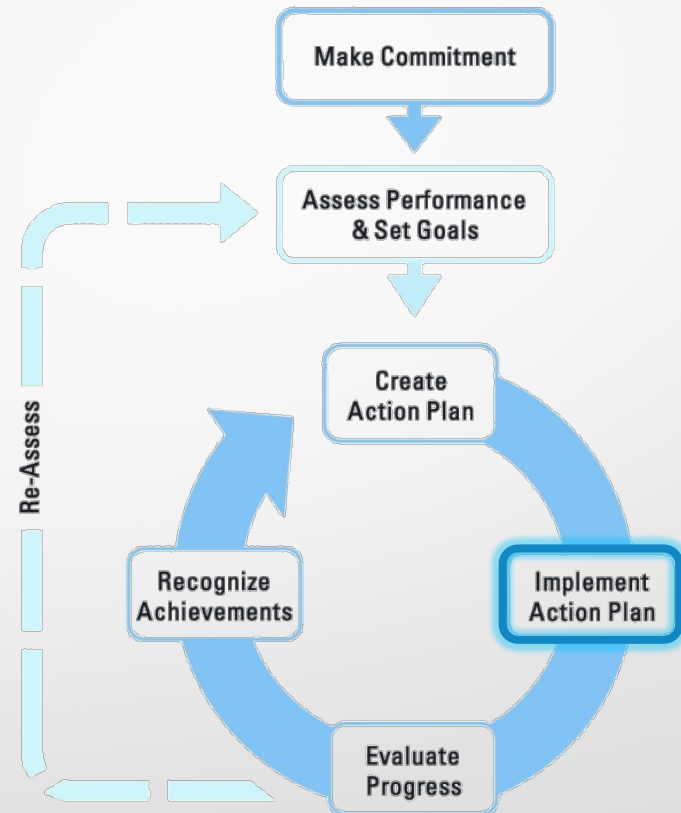 Make Commitment
Assess Performance
& Set Goals
Create
Action Plan
Re-Assess
Recognize
Achievements
Implement
Action Plan
Evaluate
Progress